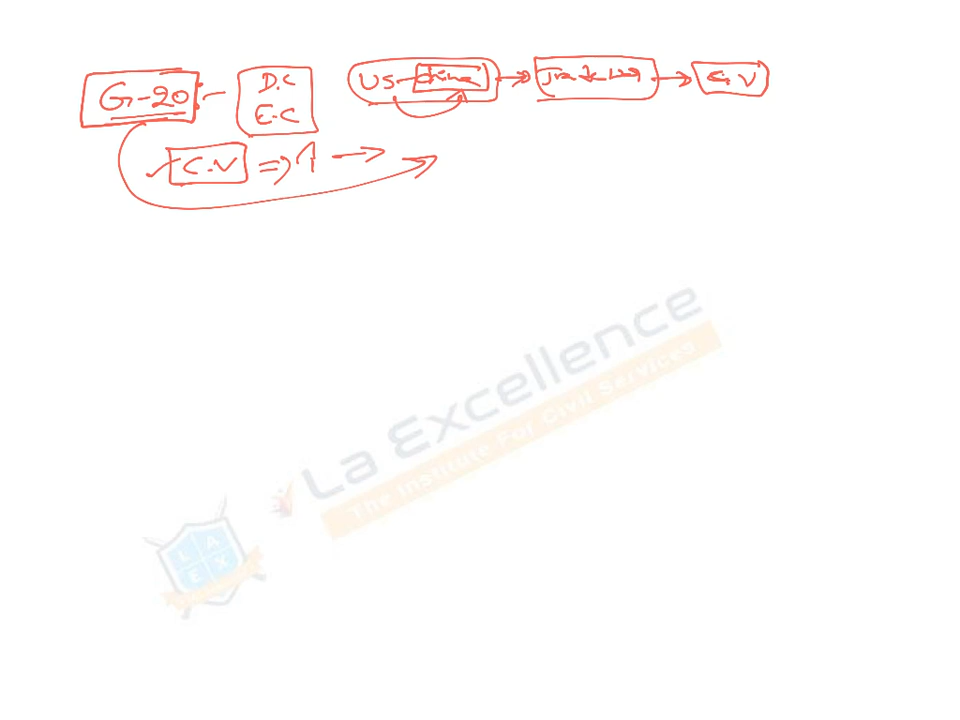 G-20 - D.C
E.C
US-China → Trade war → C.V
C.V ⇒ ↑ →
La Excellence
The Institute For Civil Services
L A
E X